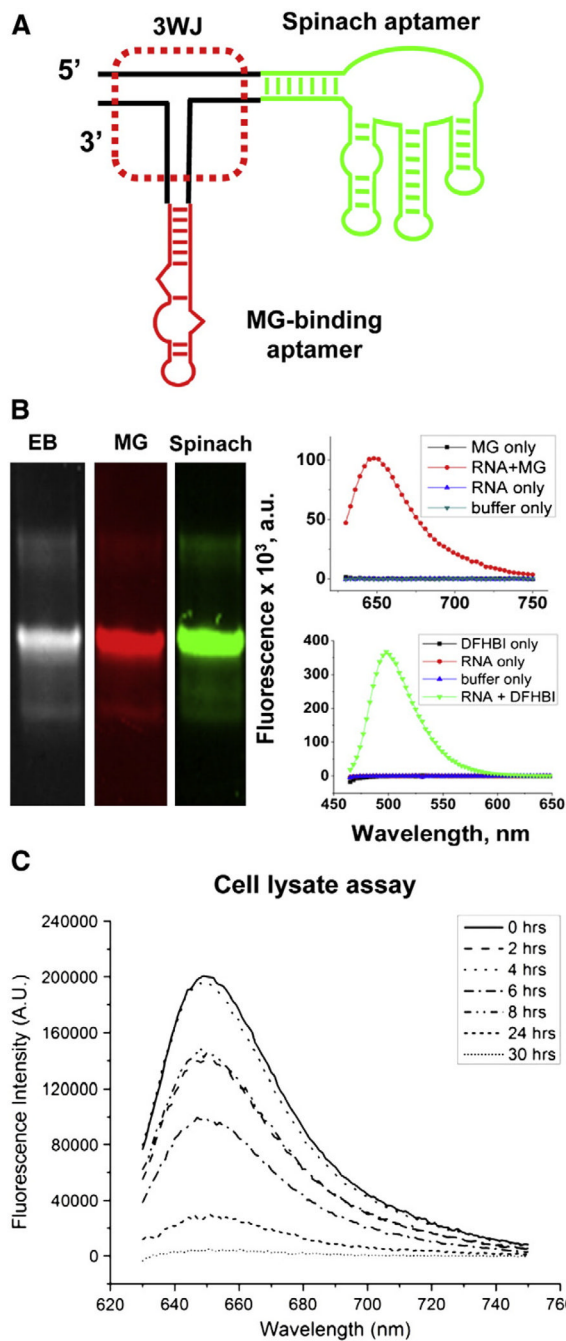 A
3WJ
Spinach aptamer
5’
3’
MG-binding
aptamer
B
EB MG Spinach
Fluorescence x 10³, a.u.
100
50
0
650 700 750
MG only
RNA+MG
RNA only
buffer only
400
300
200
100
0
450 500 550 600 650
DFHBI only
RNA only
buffer only
RNA + DFHBI
Wavelength, nm
C
Cell lysate assay
Fluorescence Intensity (A.U.)
240000
200000
160000
120000
80000
40000
0
620 640 660 680 700 720 740
0 hrs
2 hrs
4 hrs
6 hrs
8 hrs
24 hrs
30 hrs
Wavelength (nm)